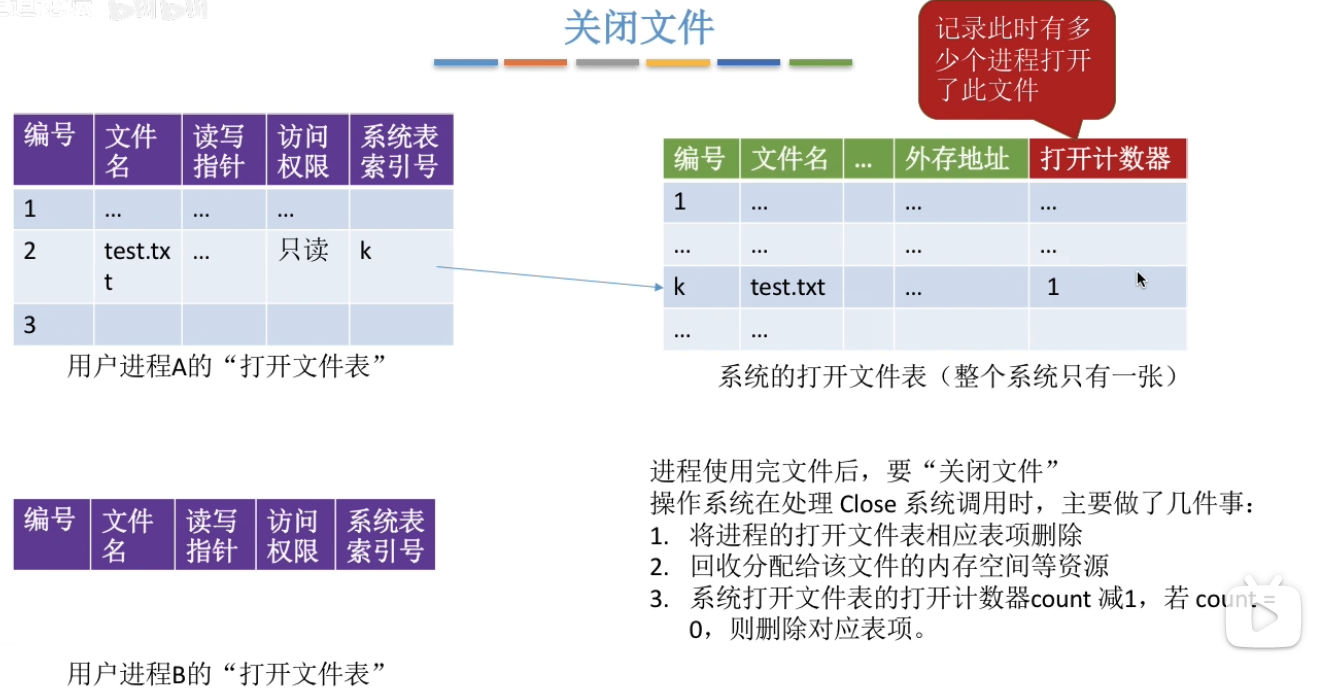 关闭文件
记录此时有多
少个进程打开
了此文件
编号 文件名 读写指针 访问权限 系统表索引号
1 ... ... ...
2 test.txt ... 只读 k
3
用户进程A的“打开文件表”
编号 文件名 ... 外存地址 打开计数器
1 ... ... ...
... ... ... ...
k test.txt ... 1
... ...
系统的打开文件表（整个系统只有一张）
编号 文件名 读写指针 访问权限 系统表索引号
用户进程B的“打开文件表”
进程使用完文件后，要“关闭文件”
操作系统在处理 Close 系统调用时，主要做了几件事：
1. 将进程的打开文件表相应表项删除
2. 回收分配给该文件的内存空间等资源
3. 系统打开文件表的打开计数器count 减1，若 count =
0，则删除对应表项。